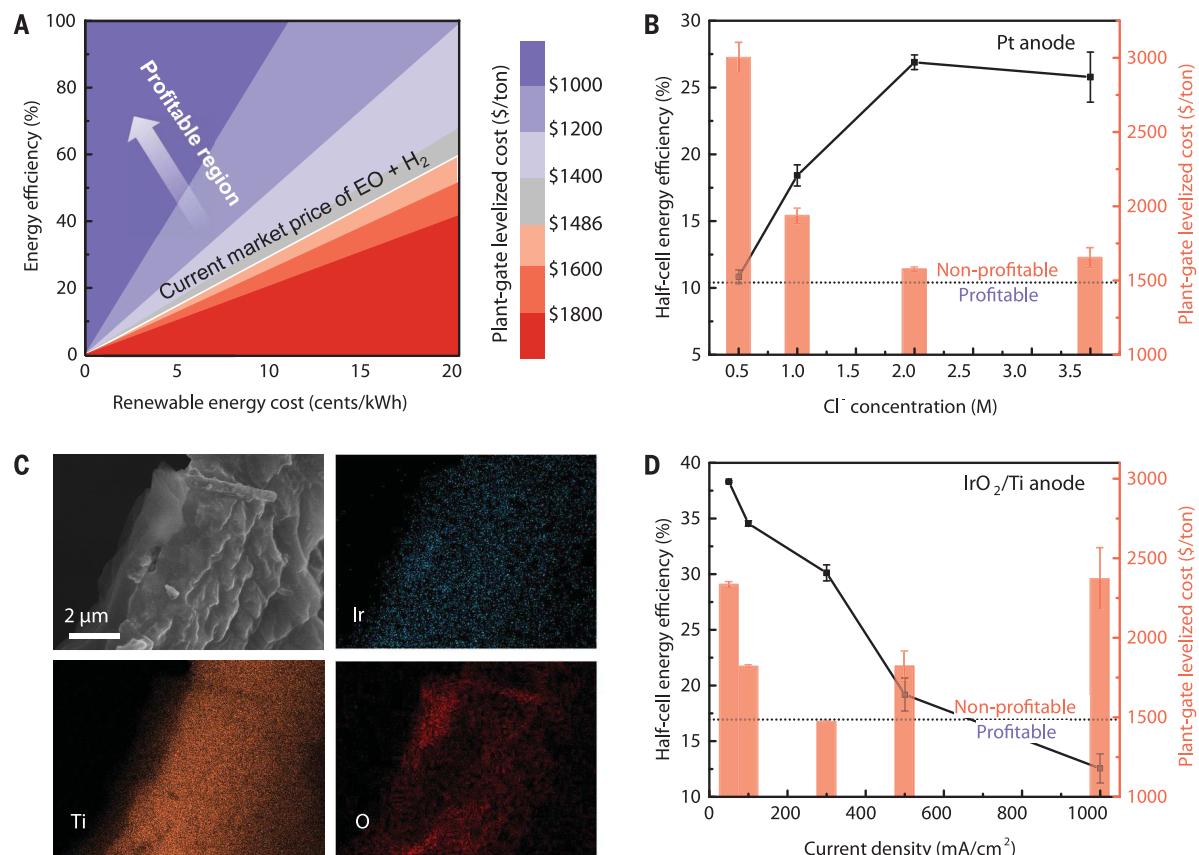 A
Energy efficiency (%)
100
80
60
40
20
0
0 5 10 15 20
Renewable energy cost (cents/kWh)
Profitable region
Current market price of EO + H2
Plant-gate levelized cost ($/ton)
$1000
$1200
$1400
$1486
$1600
$1800
B
Half-cell energy efficiency (%)
30
25
20
15
10
5
0.5 1.0 1.5 2.0 2.5 3.0 3.5
Cl- concentration (M)
Pt anode
Non-profitable
Profitable
3000
2500
2000
1500
1000
Plant-gate levelized cost ($/ton)
C
2 µm
Ir
Ti
O
D
Half-cell energy efficiency (%)
40
35
30
25
20
15
10
0 200 400 600 800 1000
Current density (mA/cm2)
IrO2/Ti anode
Non-profitable
Profitable
3000
2500
2000
1500
1000
Plant-gate levelized cost ($/ton)